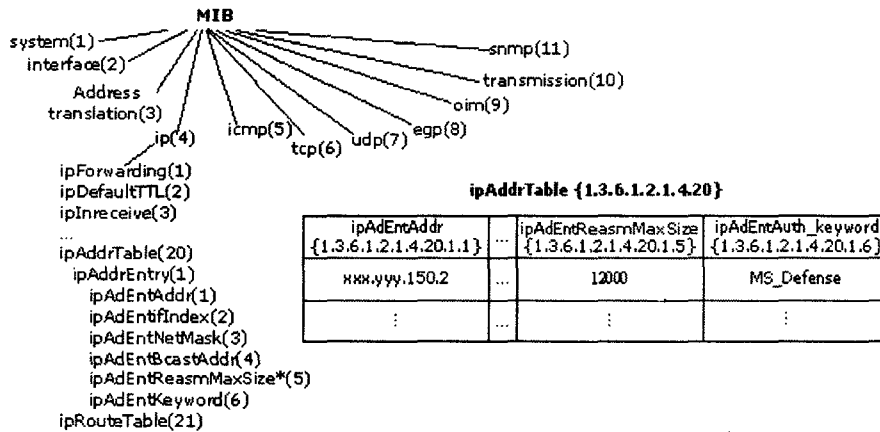 MIB
system(1)
interface(2)
Address
translation(3)
ip(4)
icmp(5)
tcp(6)
udp(7)
egp(8)
oim(9)
transmission(10)
snmp(11)
ipForwarding(1)
ipDefaultTTL(2)
ipInreceive(3)
...
ipAddrTable(20)
ipAddrEntry(1)
ipAdEntAddr(1)
ipAdEntifIndex(2)
ipAdEntNetMask(3)
ipAdEntBcastAddr(4)
ipAdEntReasmMaxSize*(5)
ipAdEntKeyword(6)
ipRouteTable(21)
ipAddrTable {1.3.6.1.2.1.4.20}
ipAdEntAddr ... ipAdEntReasmMaxSize ipAdEntAuth_keyword
{1.3.6.1.2.1.4.20.1.1} {1.3.6.1.2.1.4.20.1.5} {1.3.6.1.2.1.4.20.1.6}
xxx.yyy.150.2 ... 12000 MS_Defense
⋮ ... ⋮ ⋮